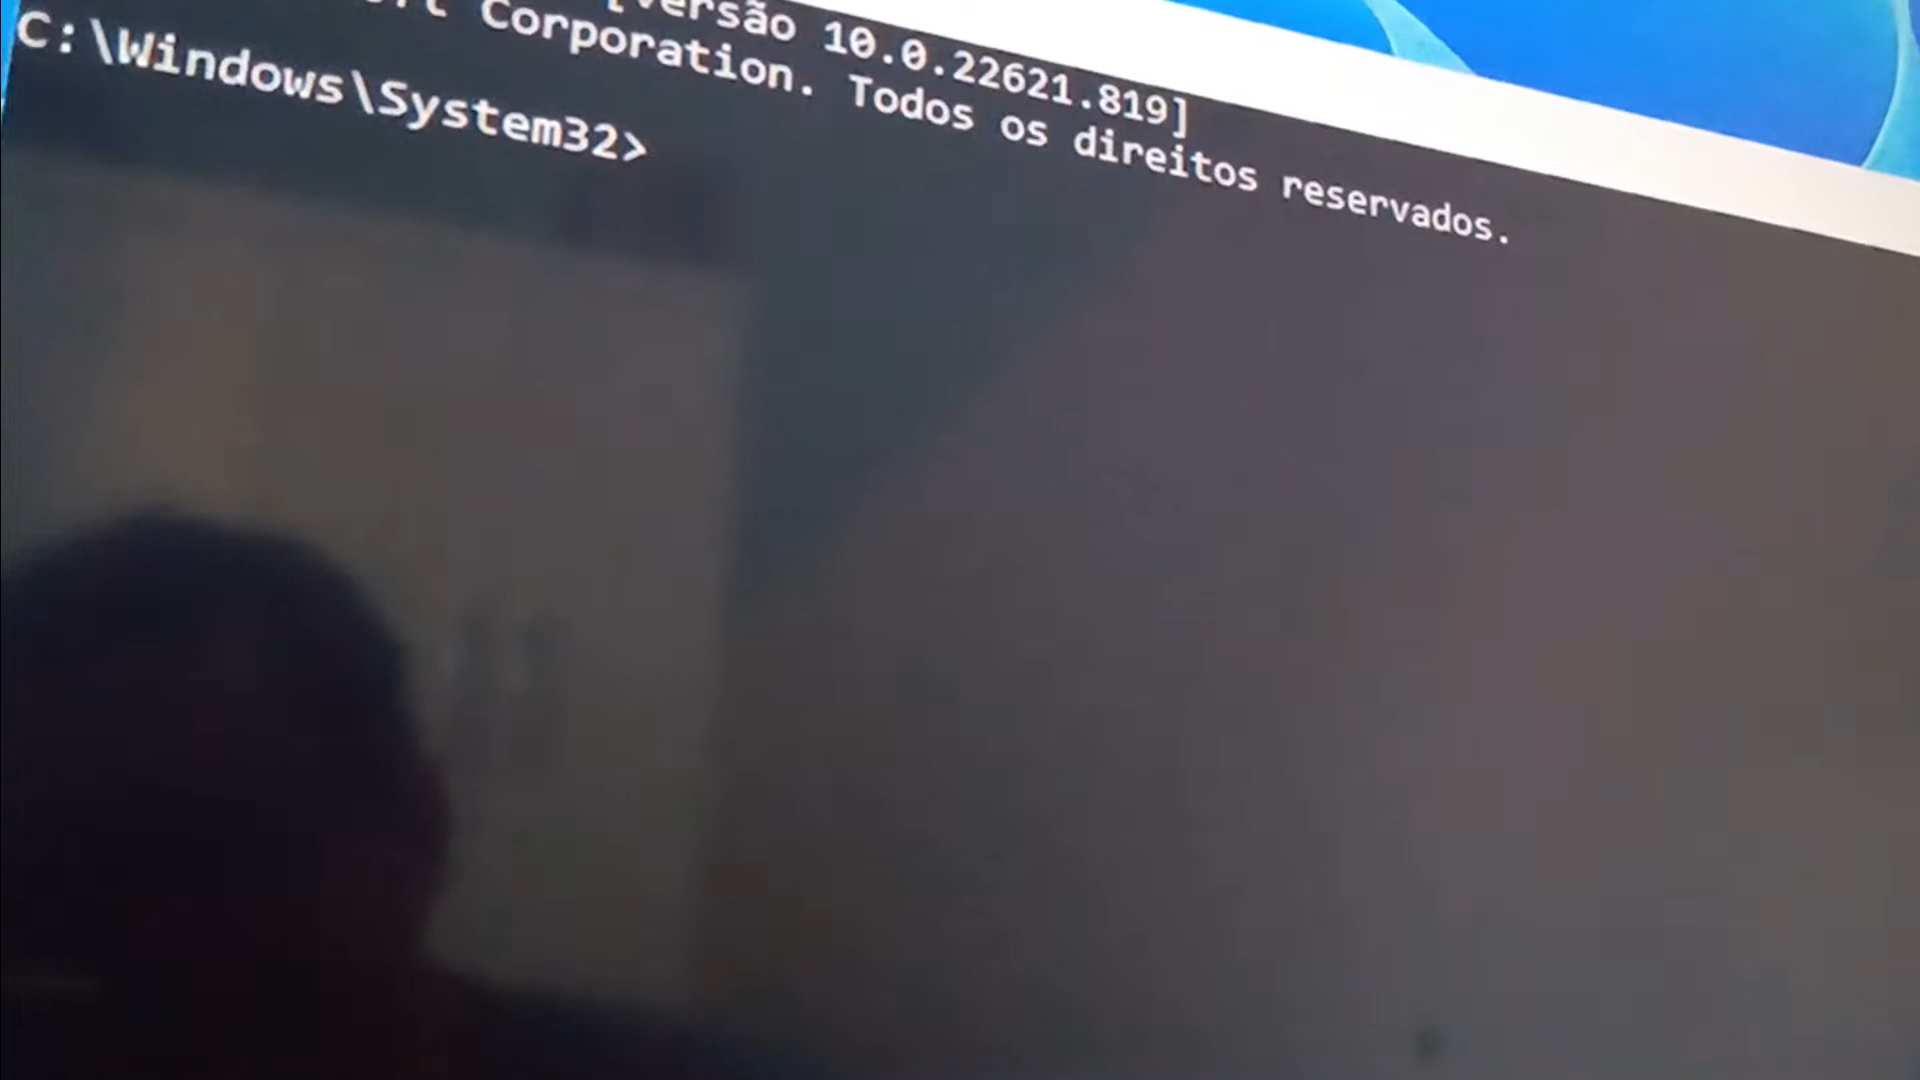 versão 10.0.22621.819]
Corporation. Todos os direitos reservados.
C:\Windows\System32>